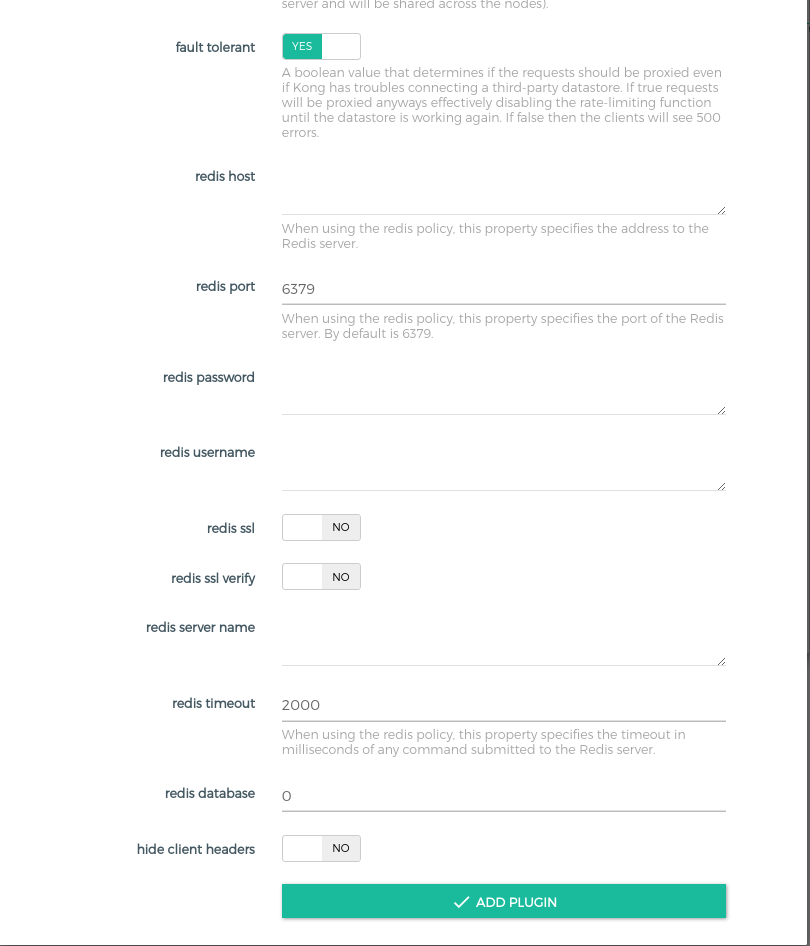 server and will be shared across the nodes).
fault tolerant
YES
A boolean value that determines if the requests should be proxied even
if Kong has troubles connecting a third-party datastore. If true requests
will be proxied anyways effectively disabling the rate-limiting function
until the datastore is working again. If false then the clients will see 500
errors.
redis host
When using the redis policy, this property specifies the address to the
Redis server.
redis port
6379
When using the redis policy, this property specifies the port of the Redis
server. By default is 6379.
redis password
redis username
redis ssl
NO
redis ssl verify
NO
redis server name
redis timeout
2000
When using the redis policy, this property specifies the timeout in
milliseconds of any command submitted to the Redis server.
redis database
0
hide client headers
NO
ADD PLUGIN